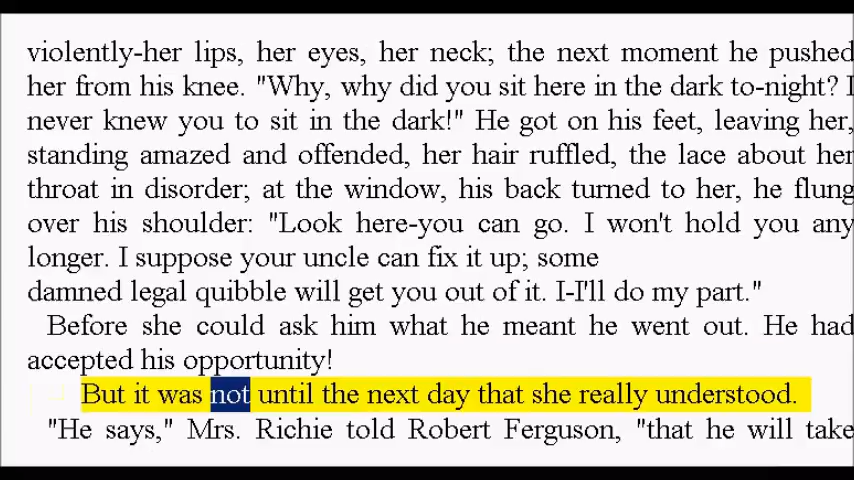 violently-her lips, her eyes, her neck; the next moment he pushed
her from his knee. "Why, why did you sit here in the dark to-night? I
never knew you to sit in the dark!" He got on his feet, leaving her,
standing amazed and offended, her hair ruffled, the lace about her
throat in disorder; at the window, his back turned to her, he flung
over his shoulder: "Look here-you can go. I won't hold you any
longer. I suppose your uncle can fix it up; some
damned legal quibble will get you out of it. I-I'll do my part."
Before she could ask him what he meant he went out. He had
accepted his opportunity!
But it was not until the next day that she really understood.
"He says," Mrs. Richie told Robert Ferguson, "that he will take